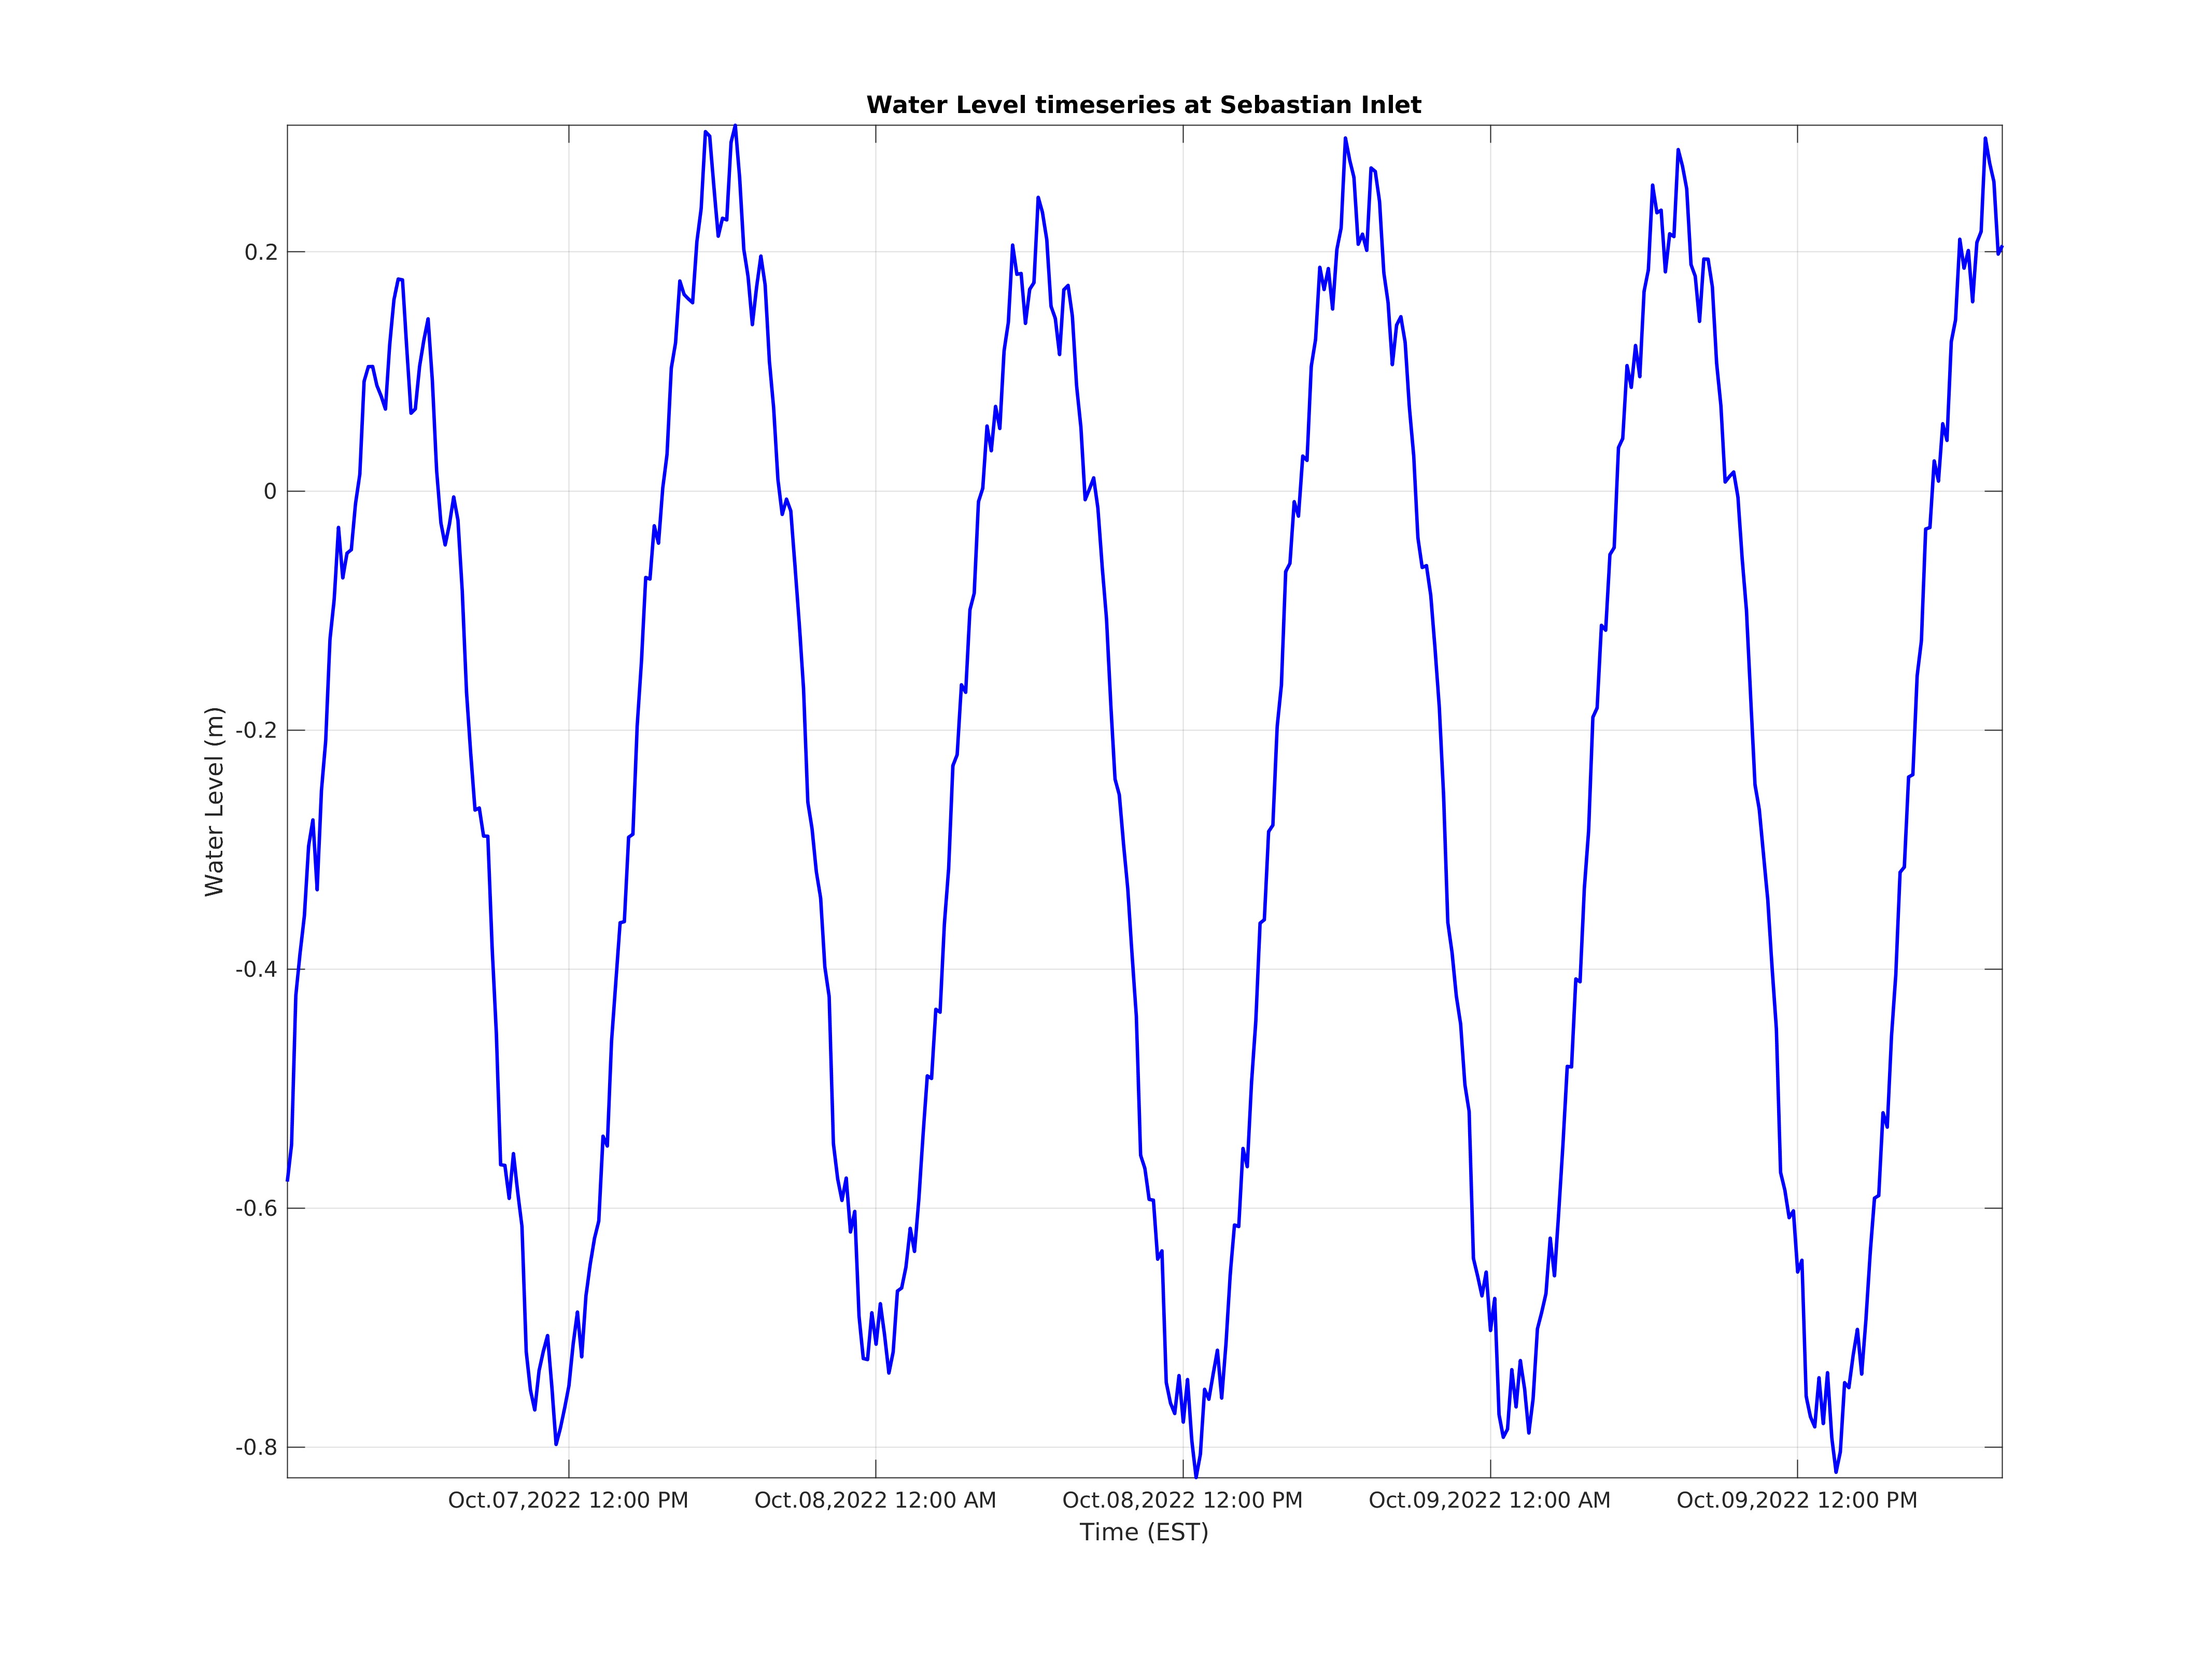 Water Level timeseries at Sebastian Inlet
Water Level (m)
0.2
0
-0.2
-0.4
-0.6
-0.8
Oct.07,2022 12:00 PM
Oct.08,2022 12:00 AM
Oct.08,2022 12:00 PM
Oct.09,2022 12:00 AM
Oct.09,2022 12:00 PM
Time (EST)